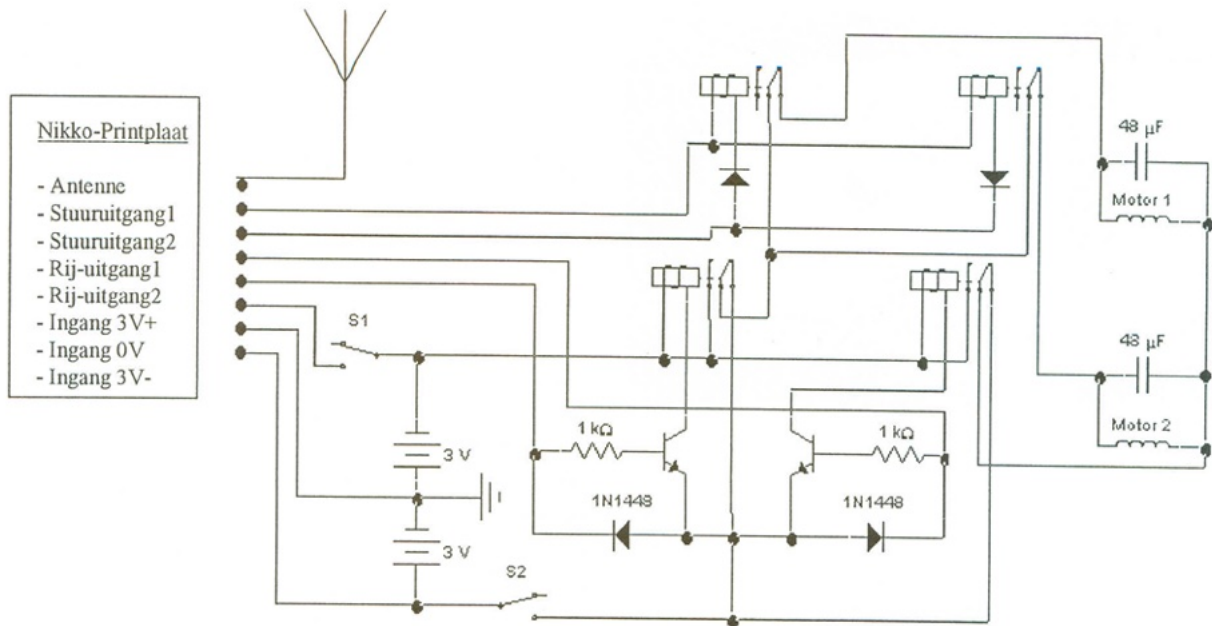 Nikko-Printplaat
- Antenne
- Stuuruitgang1
- Stuuruitgang2
- Rij-uitgang1
- Rij-uitgang2
- Ingang 3V+
- Ingang 0V
- Ingang 3V-
S1
3 V
3 V
S2
1 kΩ
1 kΩ
1N1448
1N1448
48 µF
Motor 1
48 µF
Motor 2